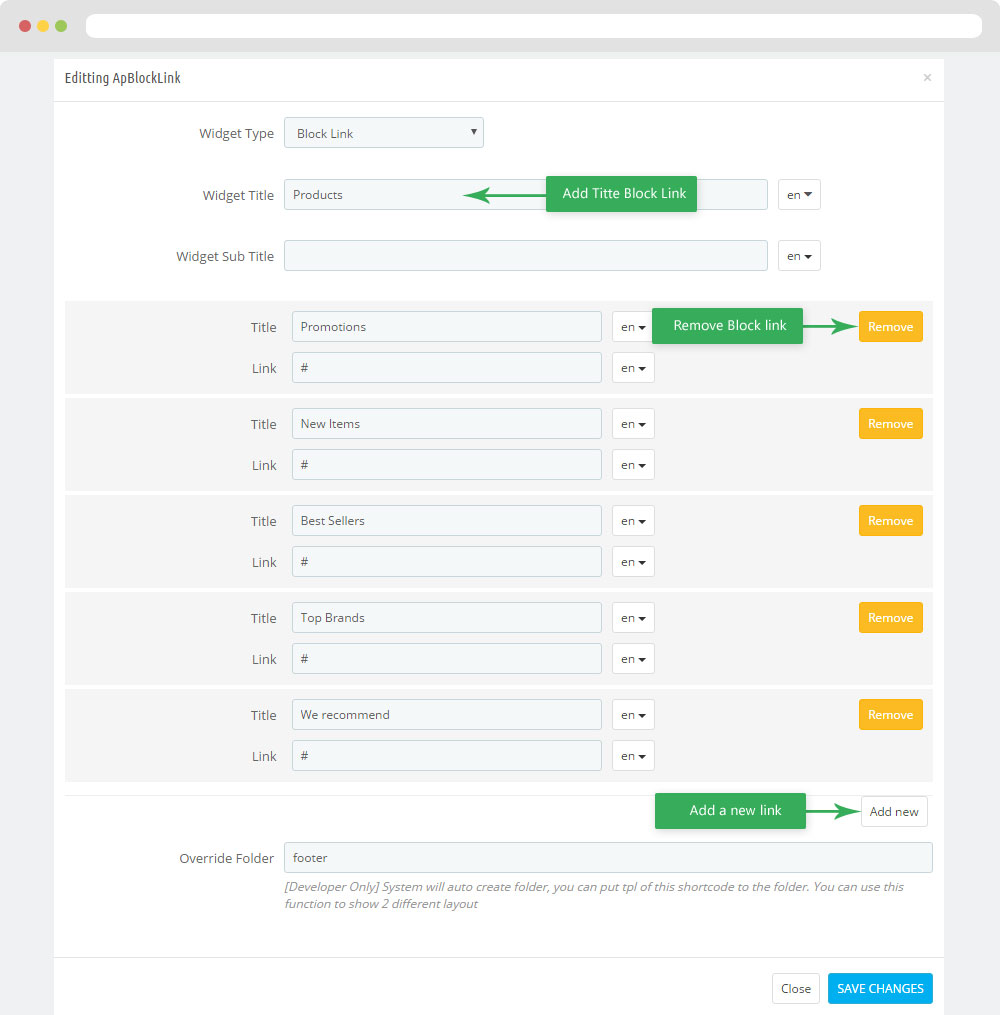 Editting ApBlockLink ×
Widget Type Block Link
Widget Title Products Add Titte Block Link en
Widget Sub Title en
Title Promotions en Remove Block link Remove
Link # en
Title New Items en Remove
Link # en
Title Best Sellers en Remove
Link # en
Title Top Brands en Remove
Link # en
Title We recommend en Remove
Link # en
Add a new link Add new
Override Folder footer
[Developer Only] System will auto create folder, you can put tpl of this shortcode to the folder. You can use this
function to show 2 different layout
Close SAVE CHANGES